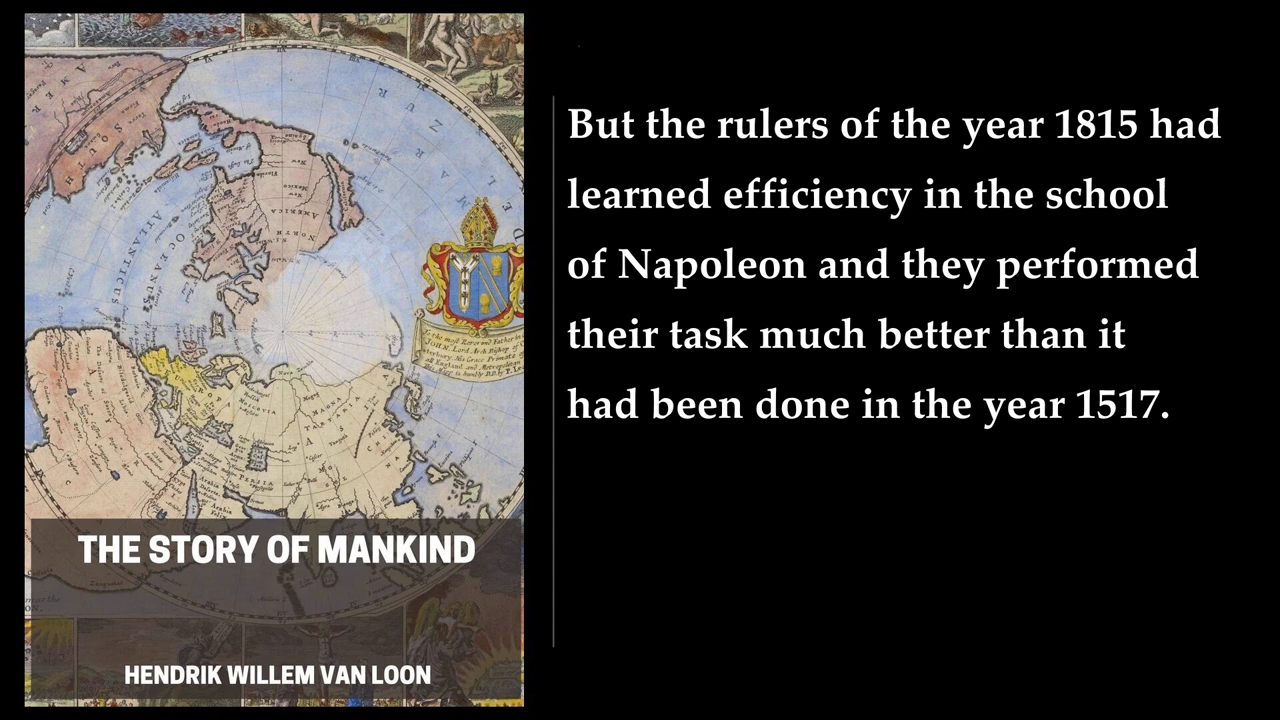 THE STORY OF MANKIND
HENDRIK WILLEM VAN LOON
But the rulers of the year 1815 had
learned efficiency in the school
of Napoleon and they performed
their task much better than it
had been done in the year 1517.